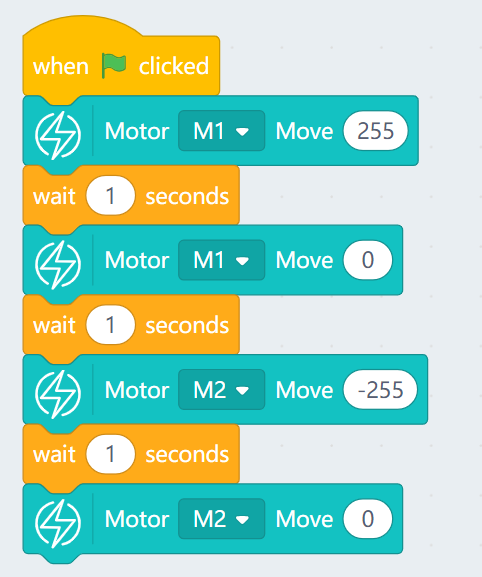 when clicked
Motor M1 Move 255
wait 1 seconds
Motor M1 Move 0
wait 1 seconds
Motor M2 Move -255
wait 1 seconds
Motor M2 Move 0